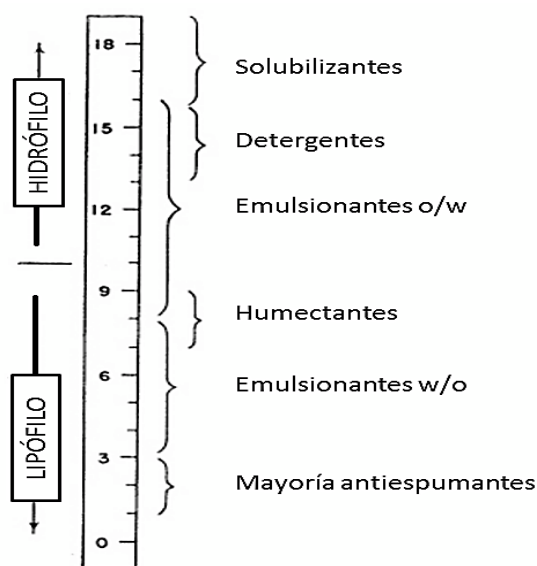 HIDRÓFILO
LIPÓFILO
18
15
12
9
6
3
0
Solubilizantes
Detergentes
Emulsionantes o/w
Humectantes
Emulsionantes w/o
Mayoría antiespumantes